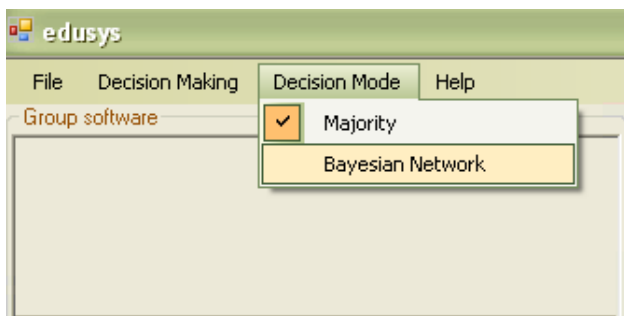 edusys
File Decision Making Decision Mode Help
Group software
Majority
Bayesian Network